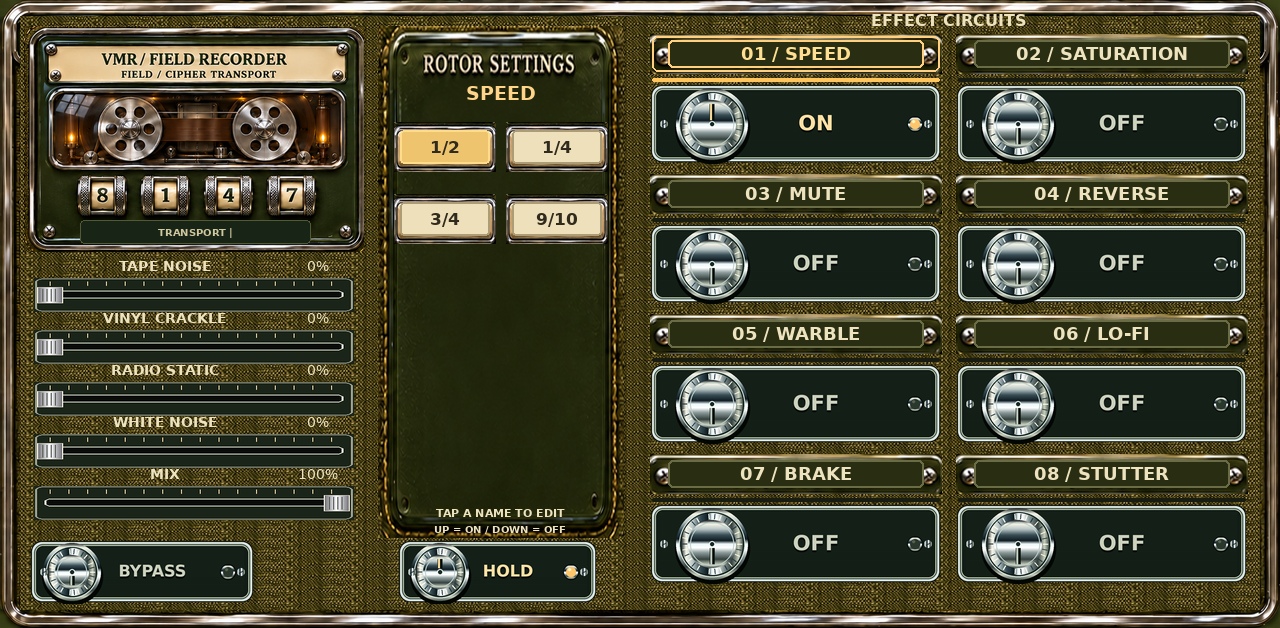 VMR / FIELD RECORDER
FIELD / CIPHER TRANSPORT
8 1 4 7
TRANSPORT |
TAPE NOISE 0%
VINYL CRACKLE 0%
RADIO STATIC 0%
WHITE NOISE 0%
MIX 100%
BYPASS
ROTOR SETTINGS
SPEED
1/2 1/4
3/4 9/10
TAP A NAME TO EDIT
UP = ON / DOWN = OFF
HOLD
EFFECT CIRCUITS
01 / SPEED 02 / SATURATION
ON OFF
03 / MUTE 04 / REVERSE
OFF OFF
05 / WARBLE 06 / LO-FI
OFF OFF
07 / BRAKE 08 / STUTTER
OFF OFF